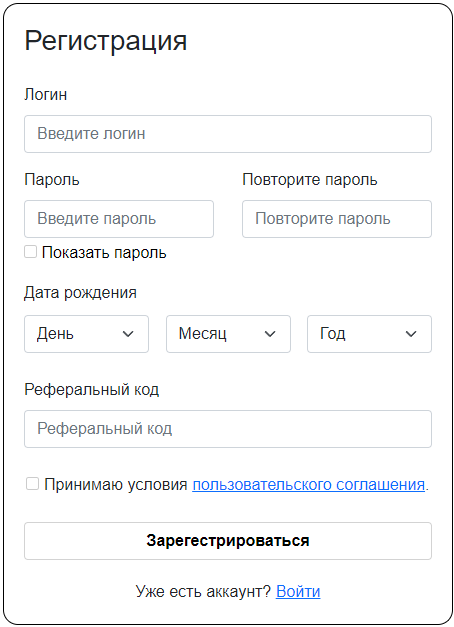 Регистрация
Логин
Введите логин
Пароль Повторите пароль
Введите пароль Повторите пароль
Показать пароль
Дата рождения
День Месяц Год
Реферальный код
Реферальный код
Принимаю условия пользовательского соглашения.
Зарегестрироваться
Уже есть аккаунт? Войти